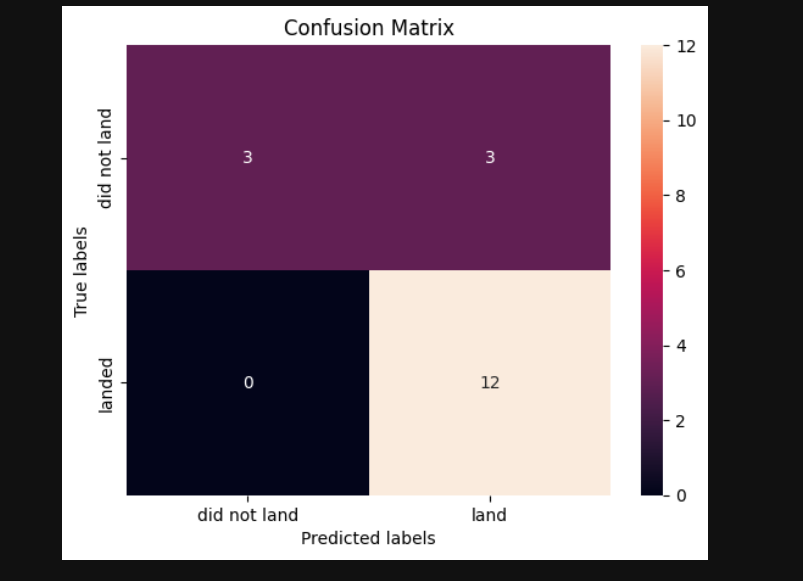 Confusion Matrix
did not land
landed
True labels
3
3
0
12
did not land
land
Predicted labels
12
10
8
6
4
2
0